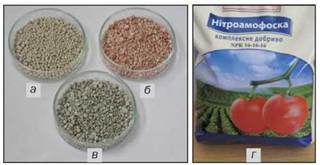 а
б
в
Нітроамофоска
комплексне добриво
NPK 16-16-16
г